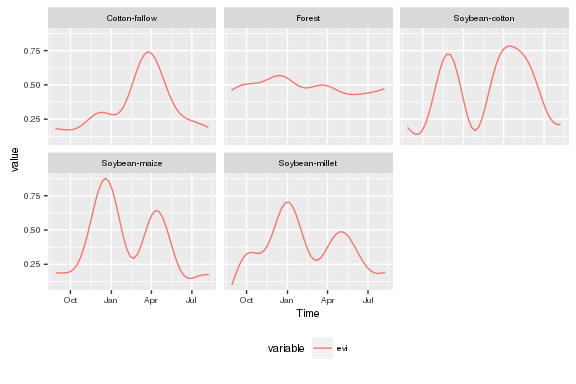 Cotton-fallow Forest Soybean-cotton
0.75
0.50
0.25
value
Soybean-maize Soybean-millet
0.75
0.50
0.25
Oct Jan Apr Jul Oct Jan Apr Jul
Time
variable evi